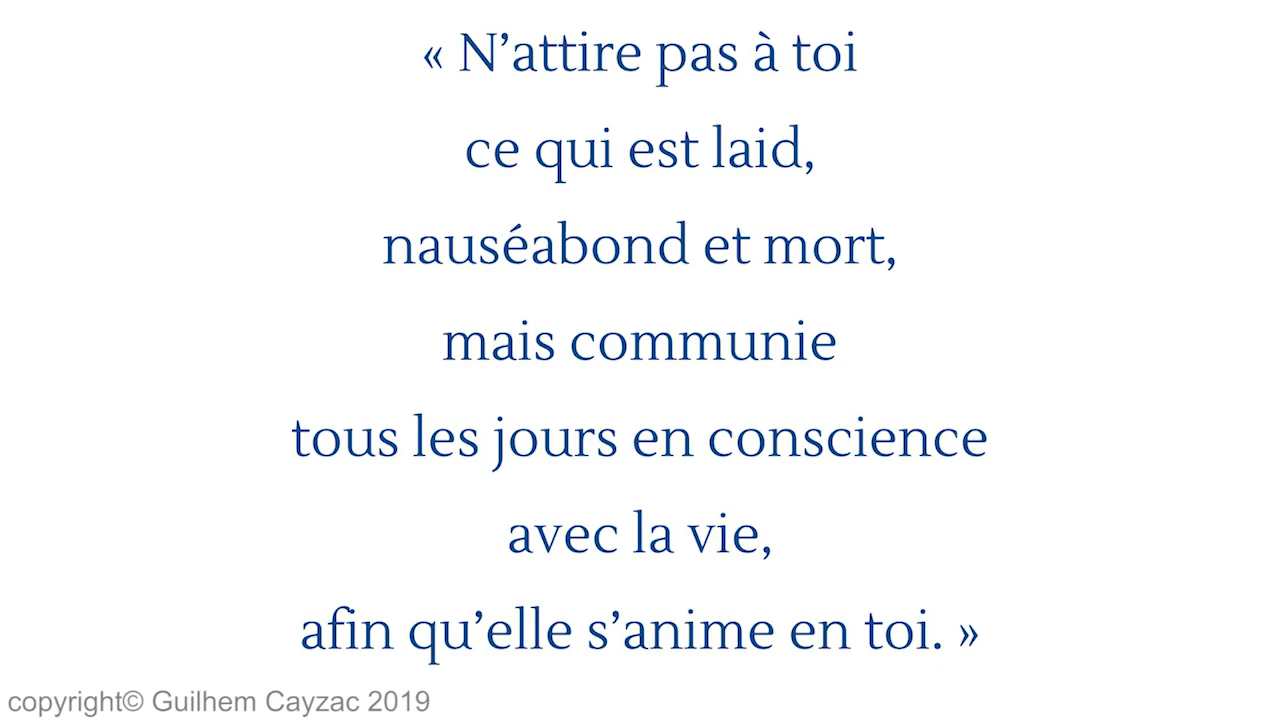 « N’attire pas à toi
ce qui est laid,
nauséabond et mort,
mais communie
tous les jours en conscience
avec la vie,
afin qu’elle s’anime en toi. »
copyright© Guilhem Cayzac 2019